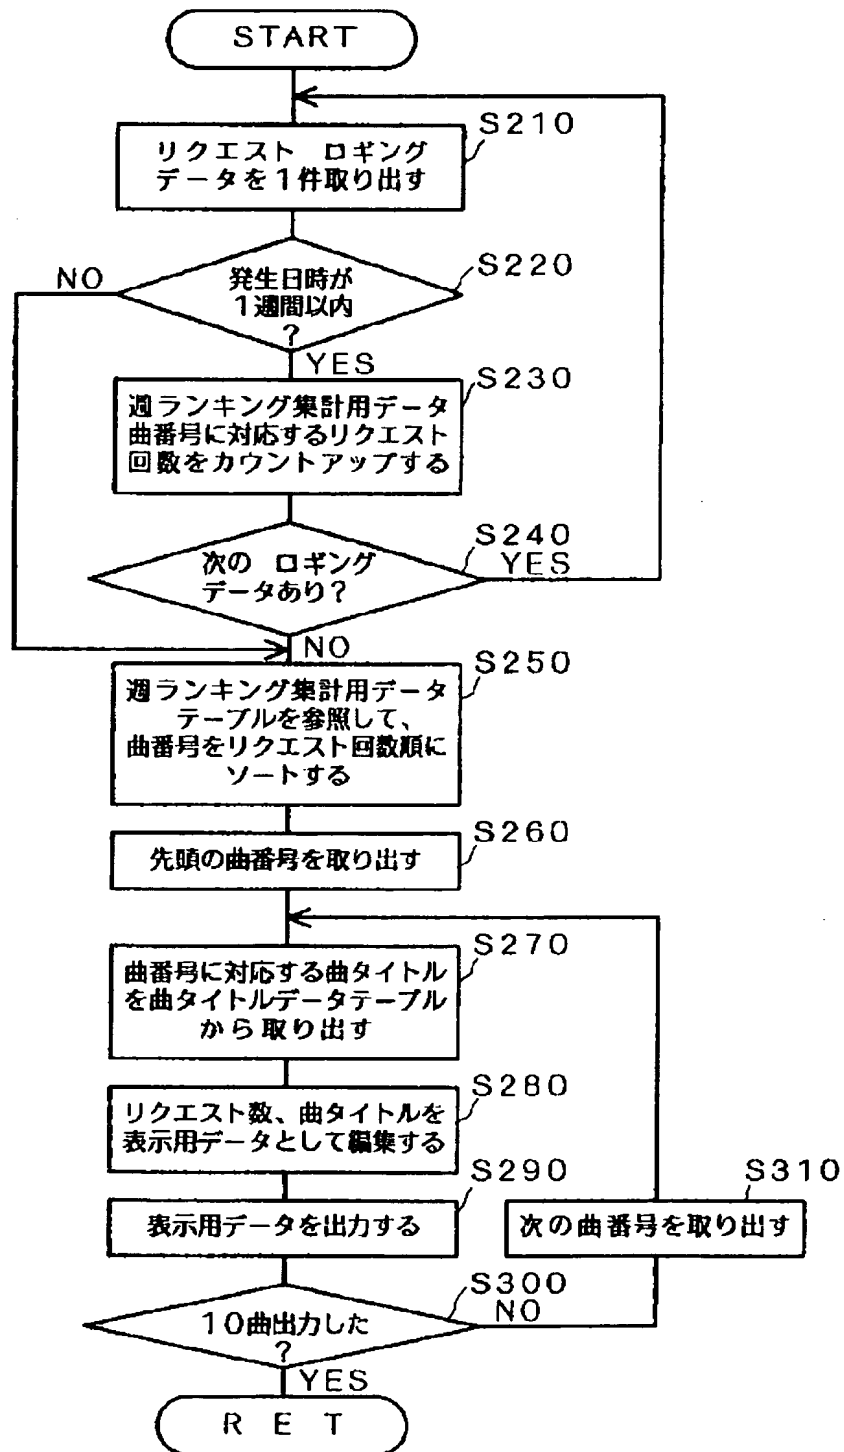 START
S210
リクエスト ロギング
データを1件取り出す
S220
NO
発生日時が
1週間以内
?
YES
S230
週ランキング集計用データ
曲番号に対応するリクエスト
回数をカウントアップする
S240
次の ロギング
データあり?
YES
NO
S250
週ランキング集計用データ
テーブルを参照して、
曲番号をリクエスト回数順に
ソートする
S260
先頭の曲番号を取り出す
S270
曲番号に対応する曲タイトル
を曲タイトルデータテーブル
から取り出す
S280
リクエスト数、曲タイトルを
表示用データとして編集する
S290
表示用データを出力する
S310
次の曲番号を取り出す
S300
10曲出力した
?
NO
YES
RET